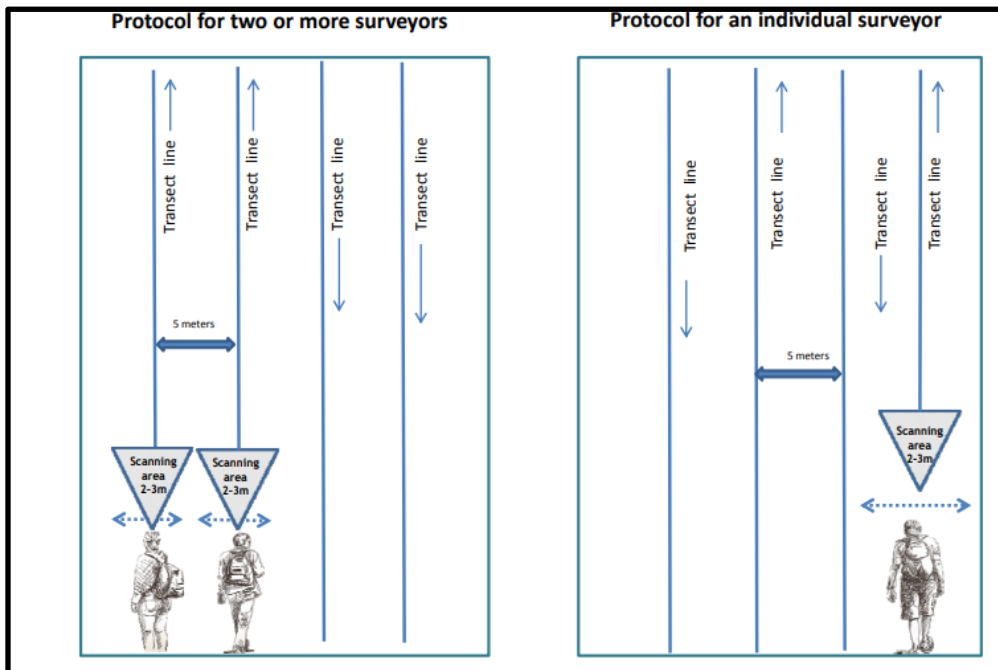 Protocol for two or more surveyors
Transect line
Transect line
Transect line
Transect line
5 meters
Scanning
area
2-3m
Scanning
area
2-3m
Protocol for an individual surveyor
Transect line
Transect line
Transect line
Transect line
5 meters
Scanning
area
2-3m